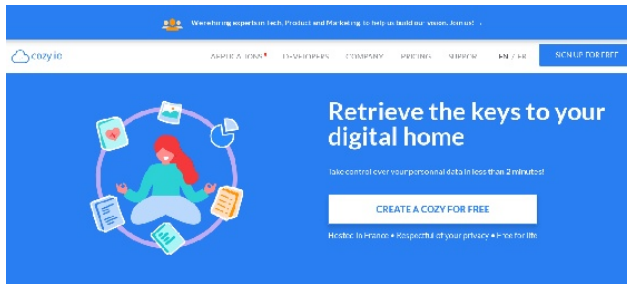 We're hiring experts in Tech, Product and Marketing to help us build our vision. Join us! →
cozy io
APPLICATIONS DEVELOPERS COMPANY PRICING SUPPORT EN / FR SIGN UP FOR FREE
Retrieve the keys to your
digital home
Take control over your personnal data in less than 2 minutes!
CREATE A COZY FOR FREE
Hosted in France • Respectful of your privacy • Free for life